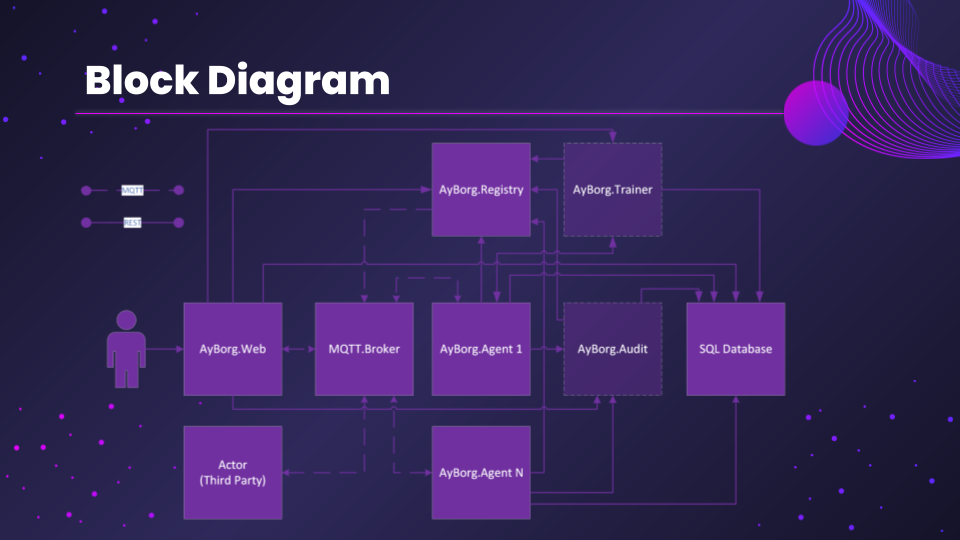 Block Diagram
MQTT
REST
AyBorg.Registry
AyBorg.Trainer
AyBorg.Web
MQTT.Broker
AyBorg.Agent 1
AyBorg.Audit
SQL Database
Actor
(Third Party)
AyBorg.Agent N